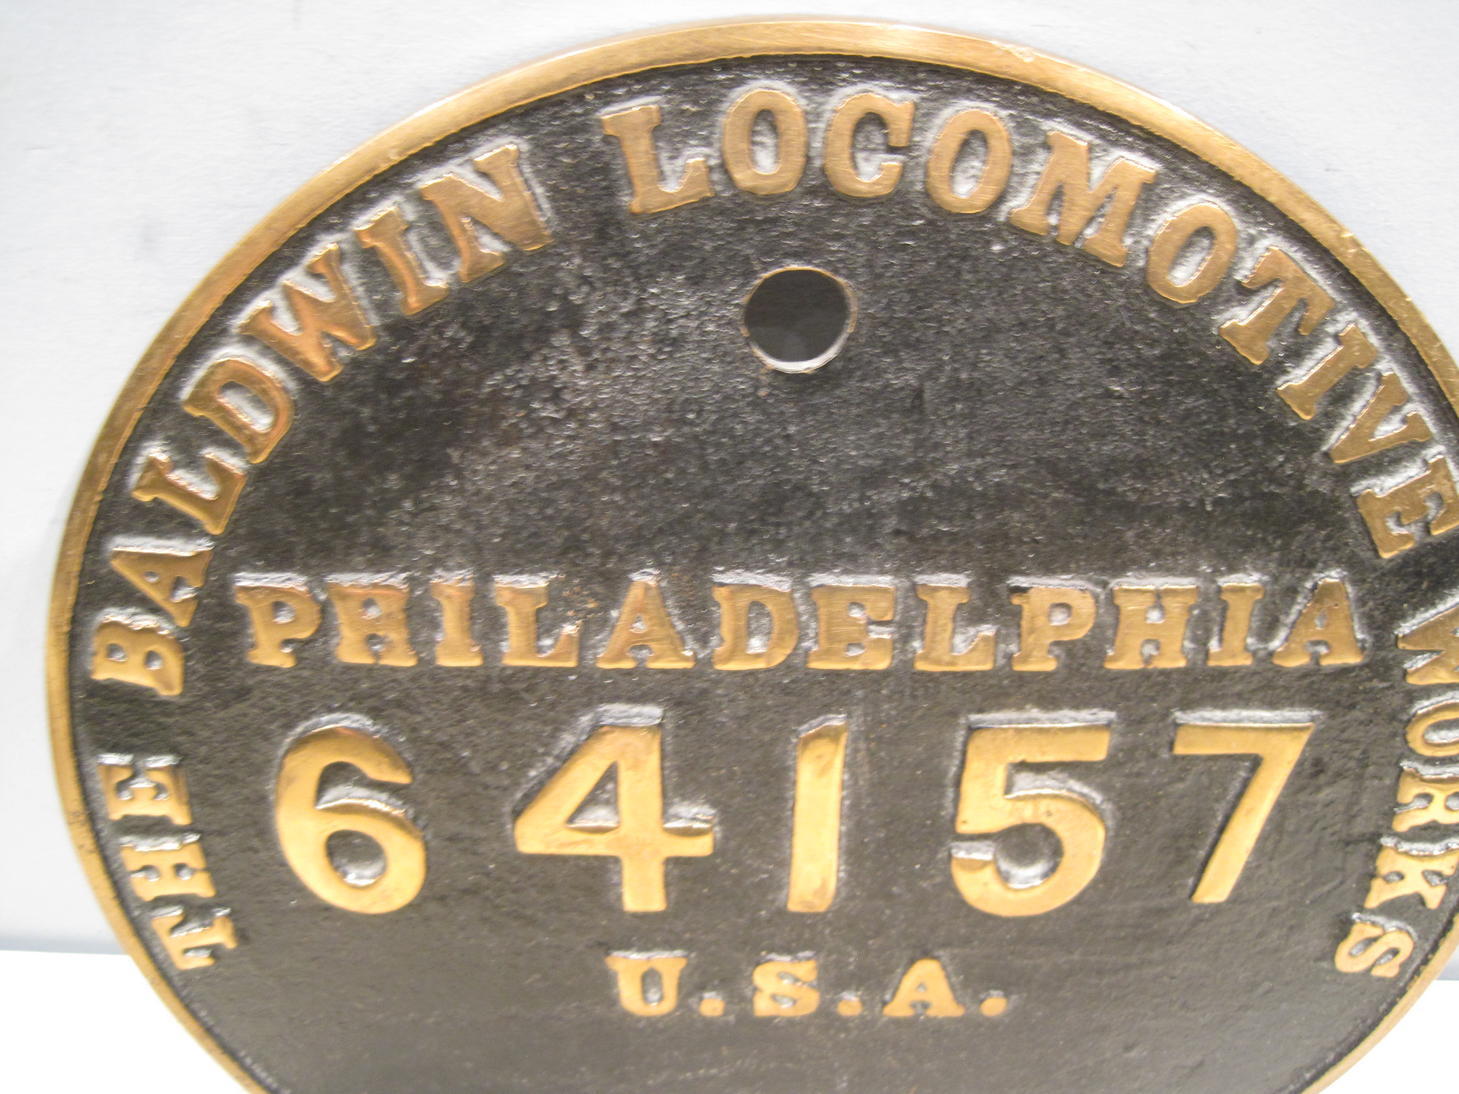 THE BALDWIN LOCOMOTIVE WORKS
PHILADELPHIA
64157
U.S.A.